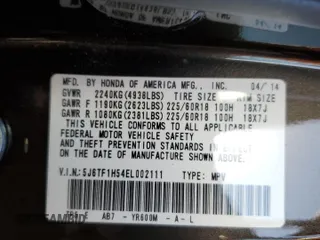 MFD. BY HONDA OF AMERICA MFG., INC. 04/14
GVWR 2240KG(4938LBS) TIRE SIZE RIM SIZE
GAWR F 1190KG(2623LBS) 225/60R18 100H 18X7J
GAWR R 1080KG(2381LBS) 225/60R18 100H 18X7J
THIS VEHICLE CONFORMS TO ALL APPLICABLE
FEDERAL MOTOR VEHICLE SAFETY AND
THEFT PREVENTION STANDARDS IN EFFECT ON
THE DATE OF MANUFACTURE SHOWN ABOVE.
V.I.N.: 5J6TF1H54EL002111 TYPE: MPV
AB7 - YR600M - A - L